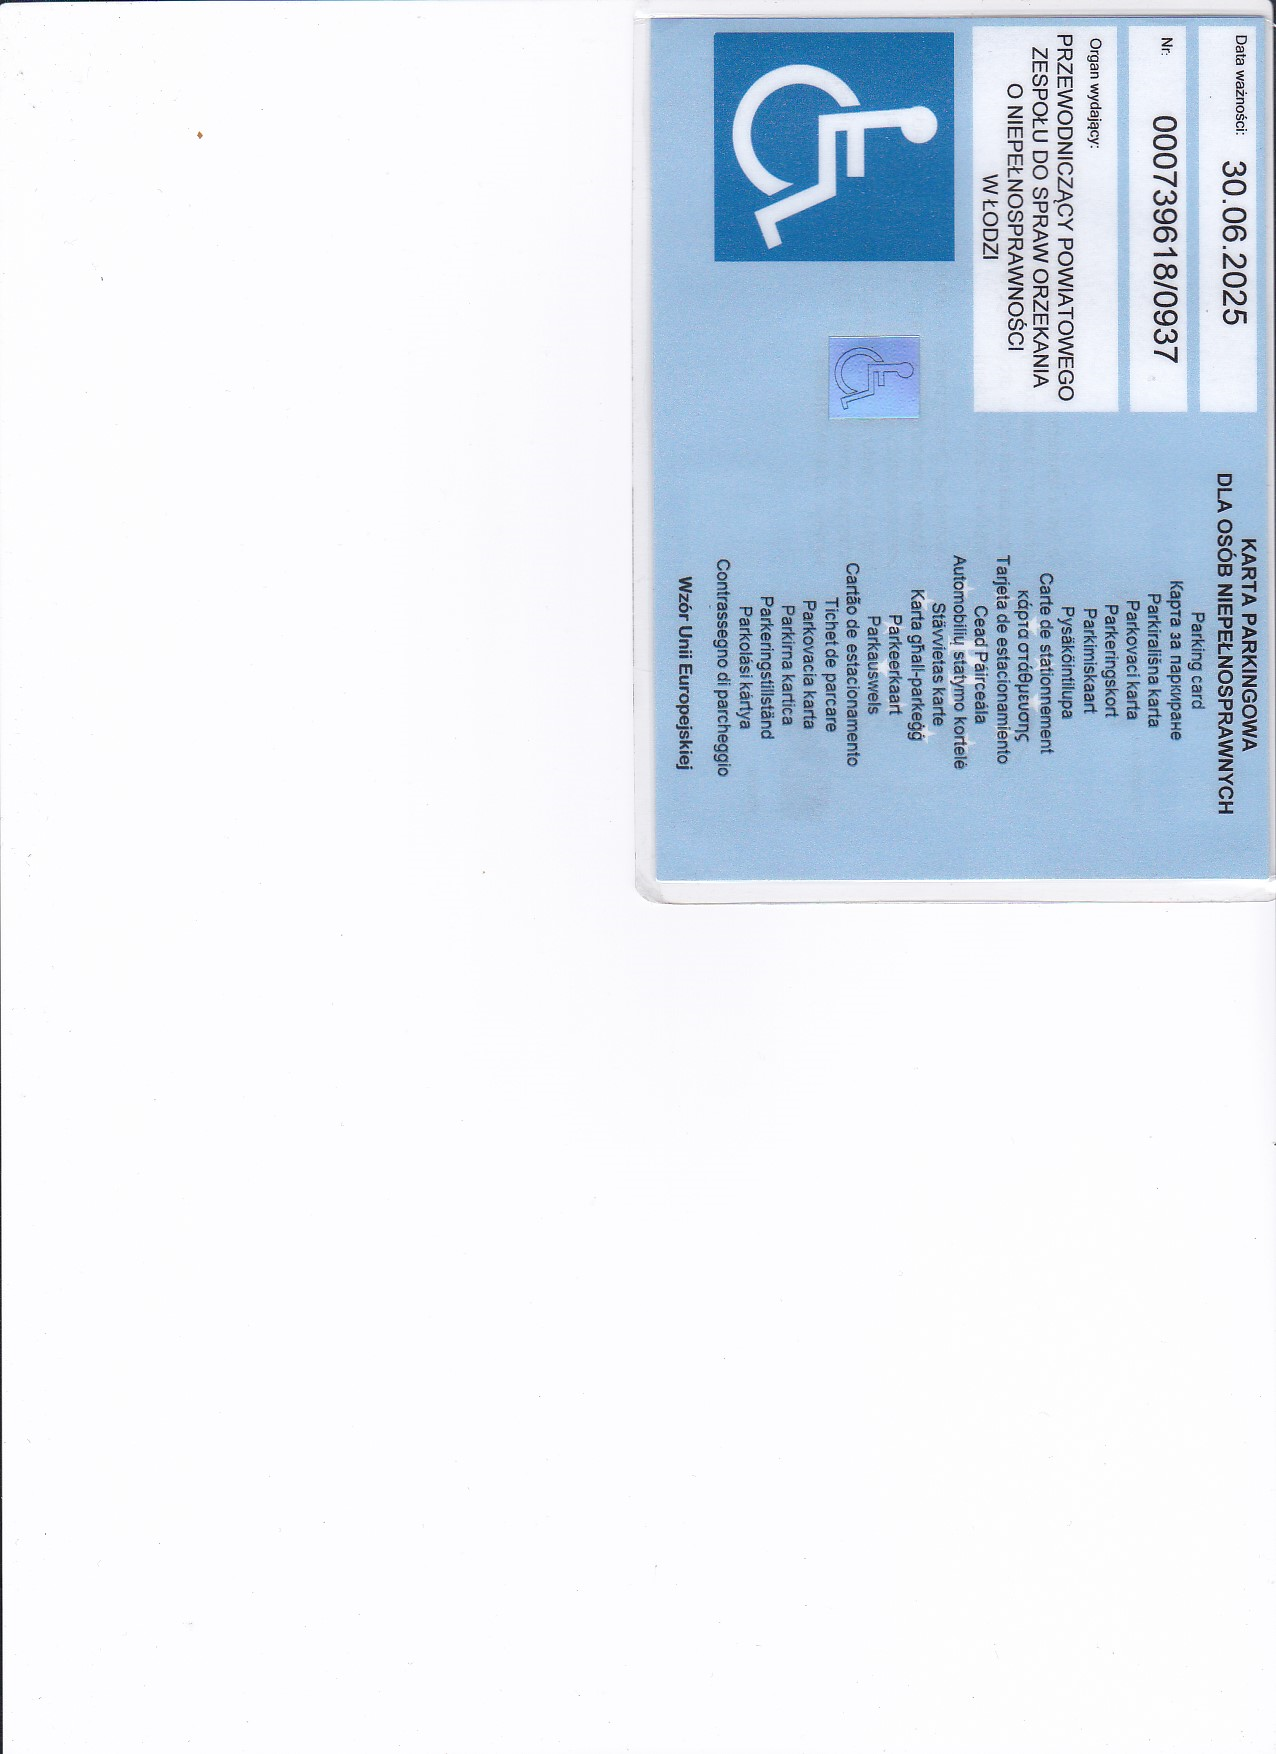 Data ważności: 30.06.2025
Nr: 000739618/0937
Organ wydający:
PRZEWODNICZĄCY POWIATOWEGO
ZESPOŁU DO SPRAW ORZEKANIA
O NIEPEŁNOSPRAWNOŚCI
W ŁODZI
KARTA PARKINGOWA
DLA OSÓB NIEPEŁNOSPRAWNYCH
Parking card
Карта за паркиране
Parkirališna karta
Parkovací karta
Parkeringskort
Parkimiskaart
Pysäköintilupa
Carte de stationnement
κάρτα στάθμευσης
Tarjeta de estacionamiento
Cead Páirceála
Automobilių statymo kortelė
Stāvvietas karte
Karta għall-parkeġġ
Parkeerkaart
Parkausweis
Cartão de estacionamento
Tichet de parcare
Parkovacia karta
Parkirna kartica
Parkeringstillstånd
Parkolási kártya
Contrassegno di parcheggio
Wzór Unii Europejskiej